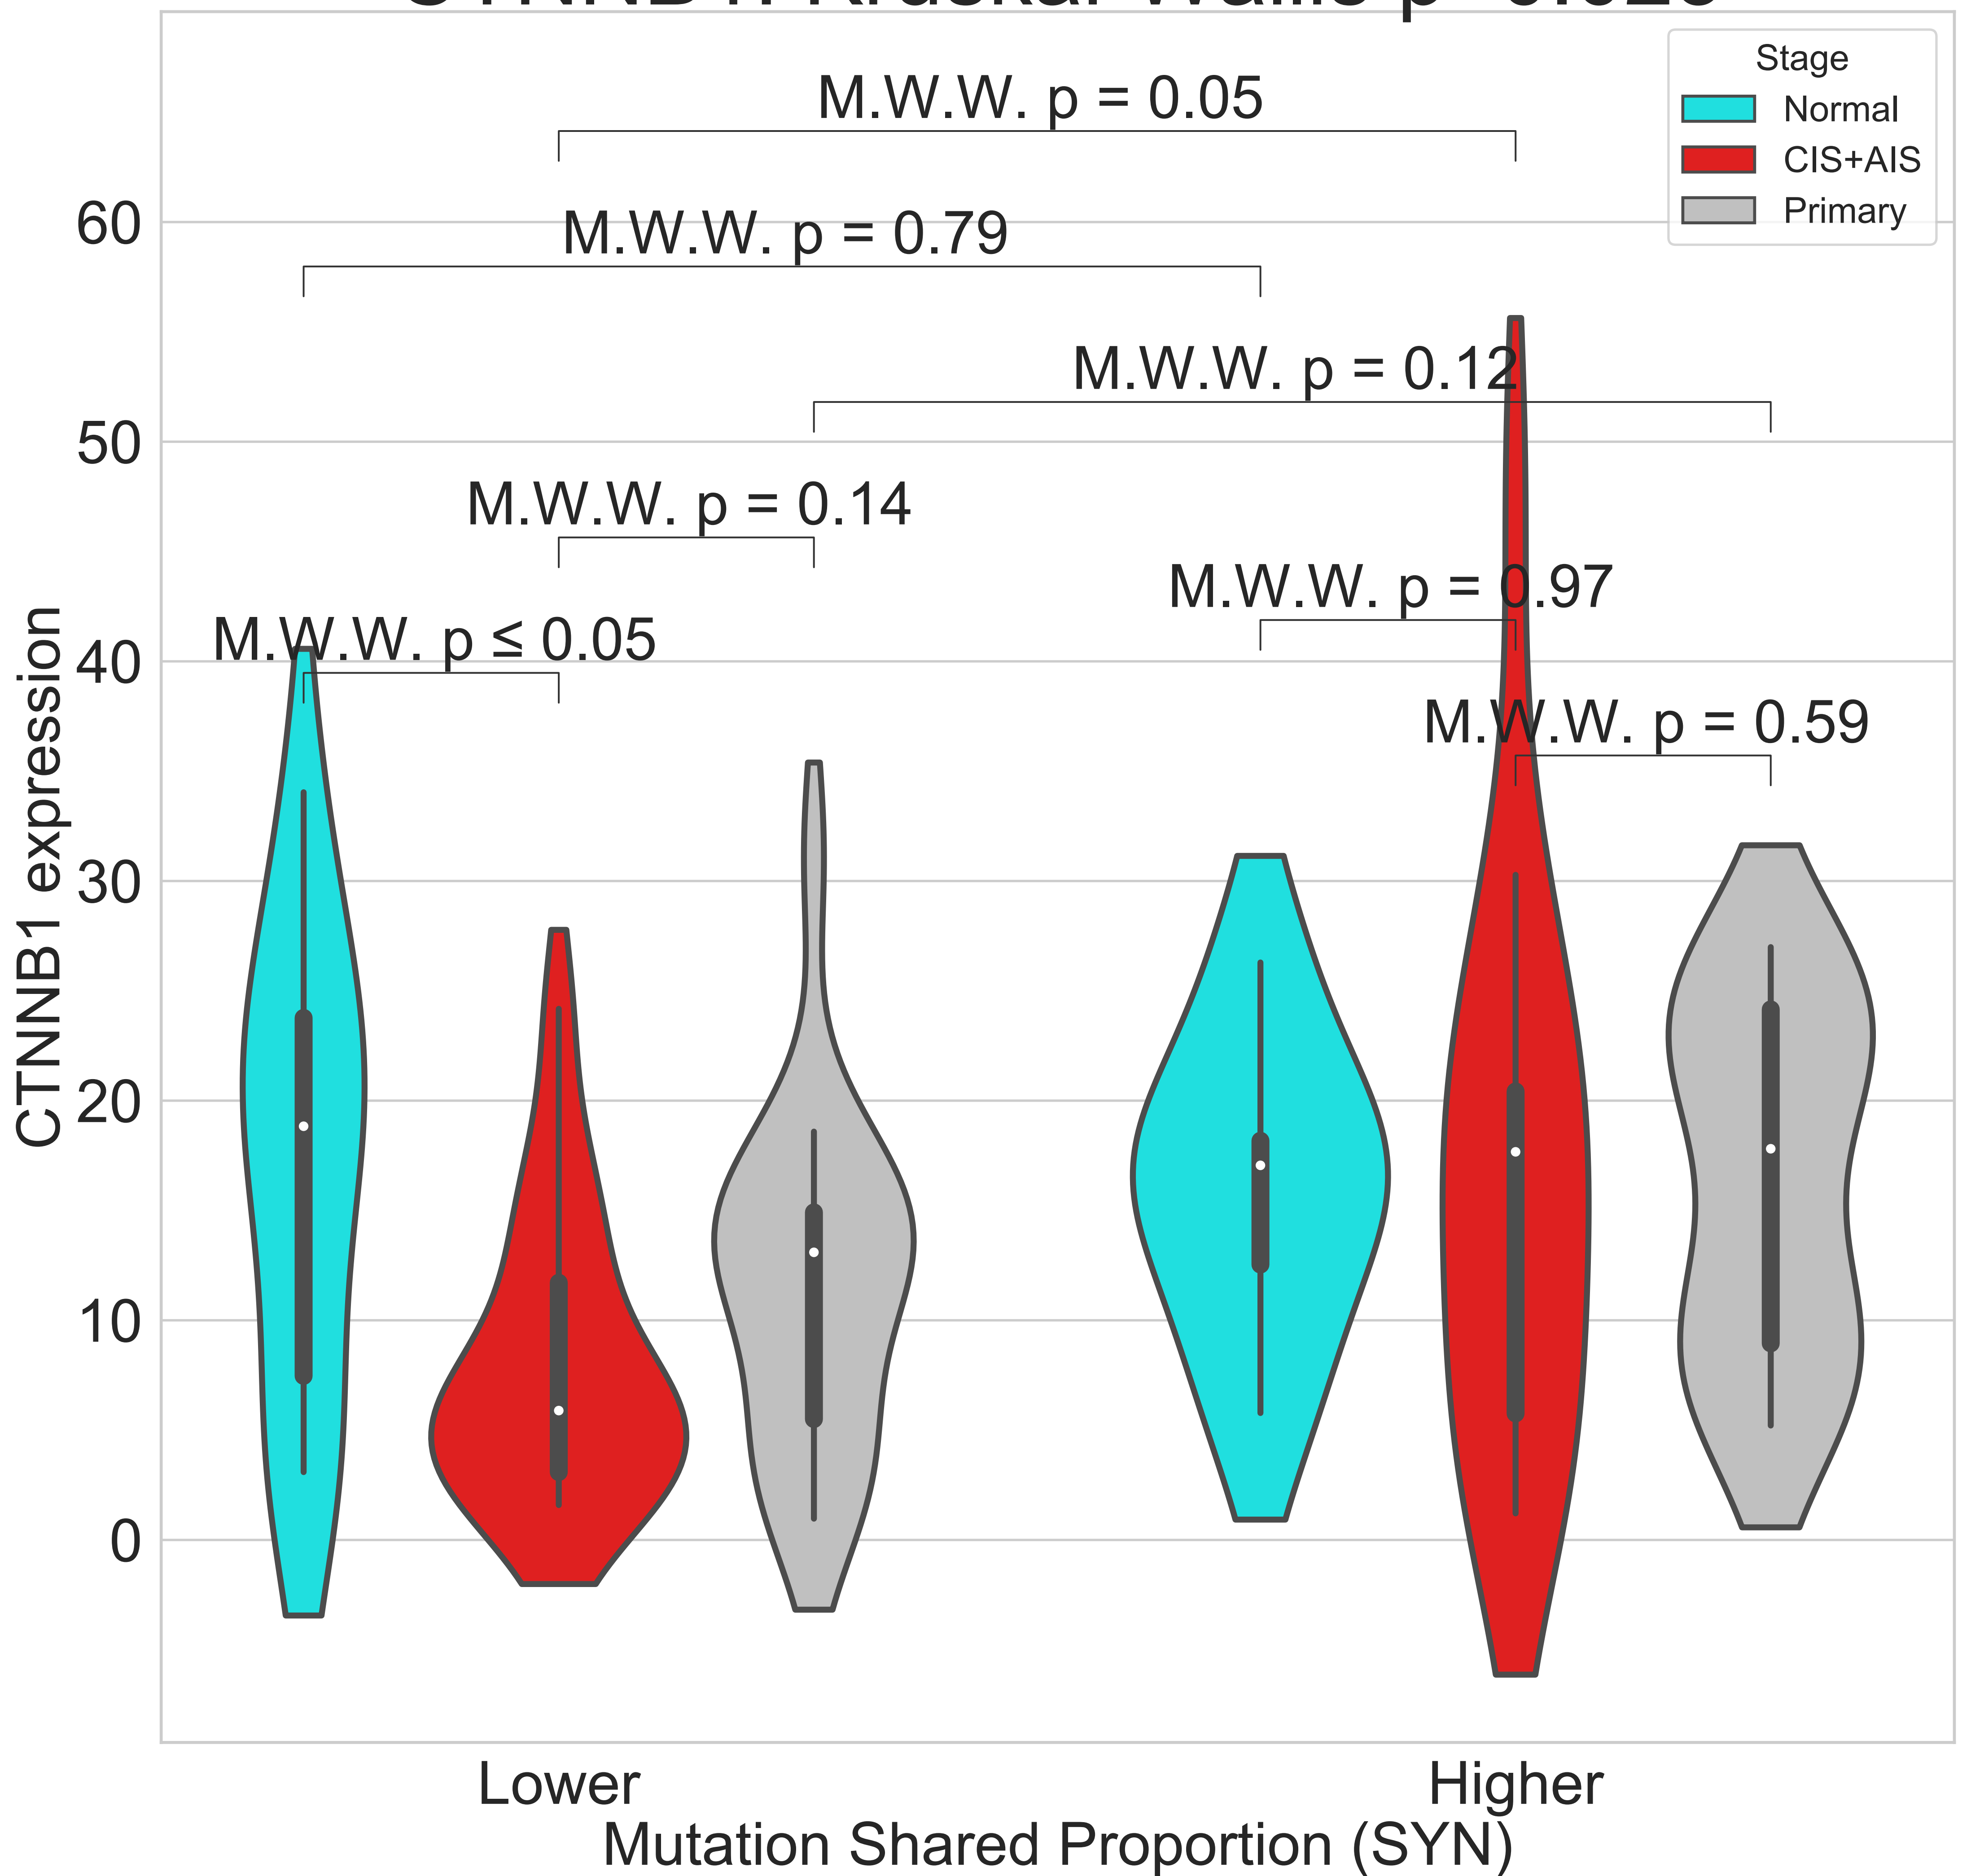 Stage
Normal
CIS+AIS
Primary
M.W.W. p = 0.05
M.W.W. p = 0.79
M.W.W. p = 0.12
M.W.W. p = 0.14
M.W.W. p = 0.97
M.W.W. p ≤ 0.05
M.W.W. p = 0.59
60
50
40
30
20
10
0
CTNNB1 expression
Lower
Higher
Mutation Shared Proportion (SYN)